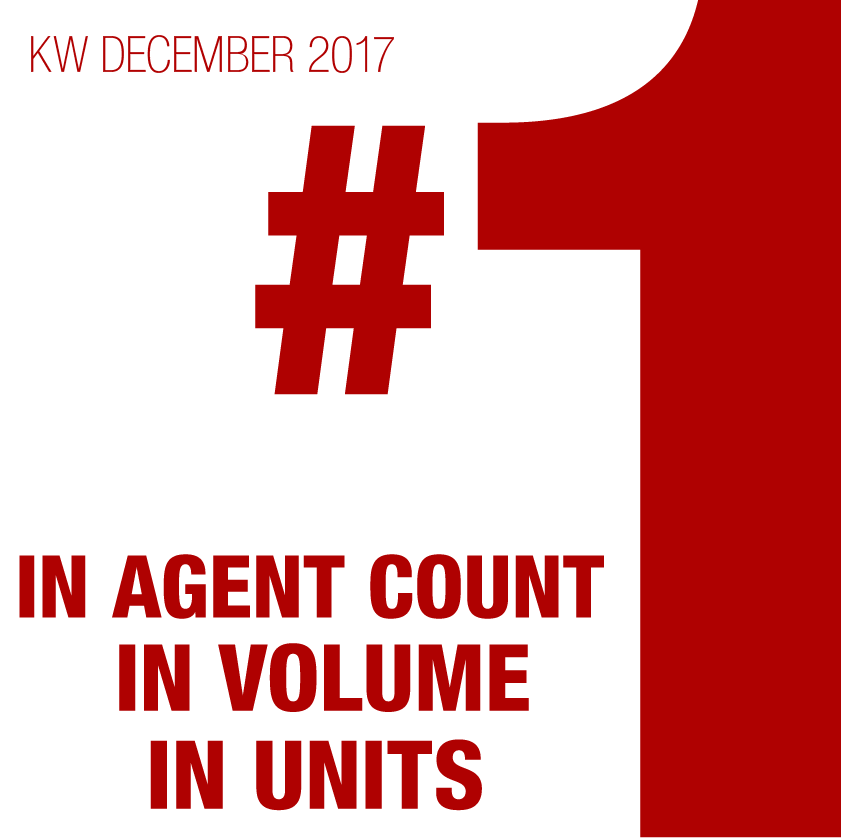 KW DECEMBER 2017
#1
IN AGENT COUNT
IN VOLUME
IN UNITS